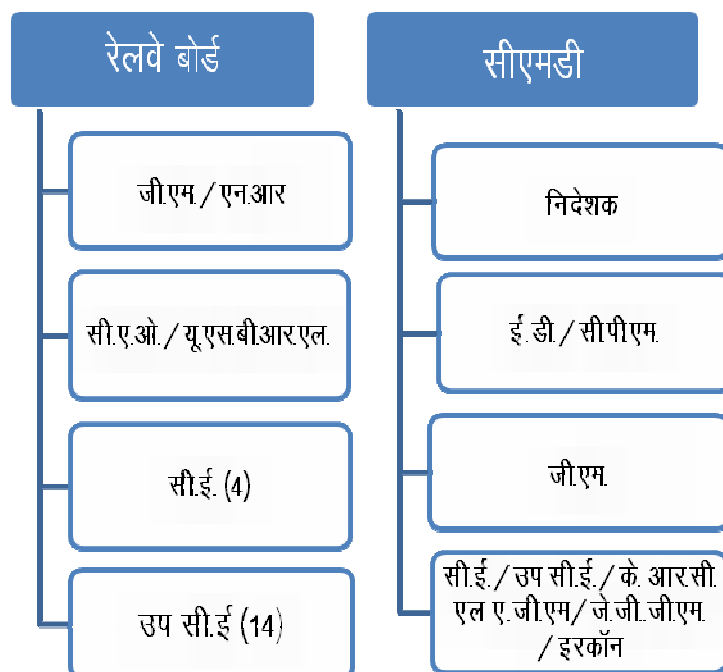 रेलवे बोर्ड
जी.एम. / एन.आर
सी.ए.ओ. / यू.एस.बी.आर.एल.
सी.ई. (4)
उप सी.ई (14)
सीएमडी
निदेशक
ई. डी / सी.पी.एम.
जी.एम.
सी.ई. / उप सी.ई. / के. आर.सी.
एल ए.जी.एम / जे.जी..जी.एम.
/ इरकॉन